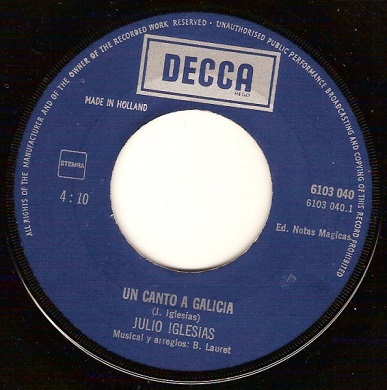 ALL RIGHTS OF THE MANUFACTURER AND OF THE OWNER OF THE RECORDED WORK RESERVED · UNAUTHORISED PUBLIC PERFORMANCE BROADCASTING AND COPYING OF THIS RECORD PROHIBITED
DECCA
REGD
MADE IN HOLLAND
STEMRA
4:10
6103 040
6103 040.1
Ed. Notas Magicas
UN CANTO A GALICIA
(J. Iglesias)
JULIO IGLESIAS
Musical y arreglos: B. Lauret